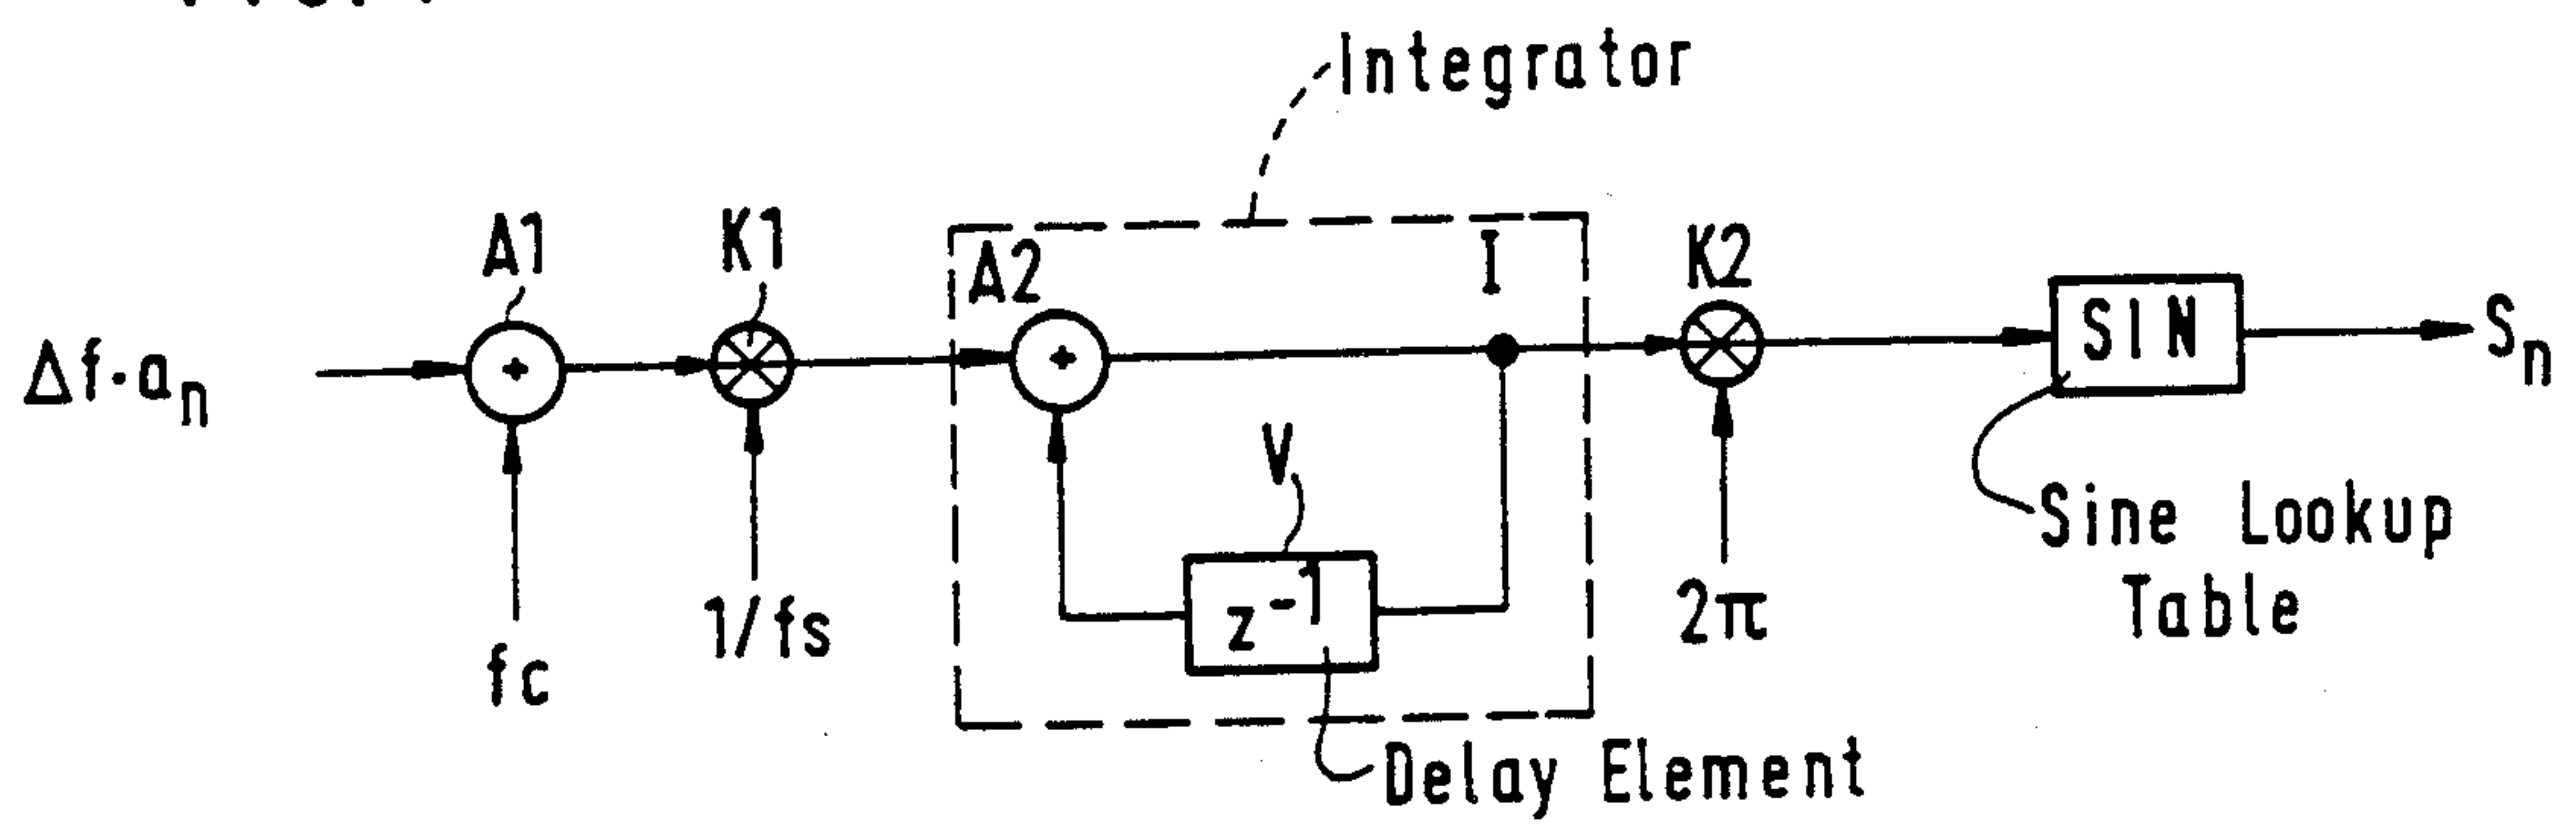 Integrator
A1
K1
A2
I
K2
Δf·aₙ
+
+
SIN
Sₙ
fc
1/fs
V
z⁻¹
2π
Sine Lookup
Table
Delay Element